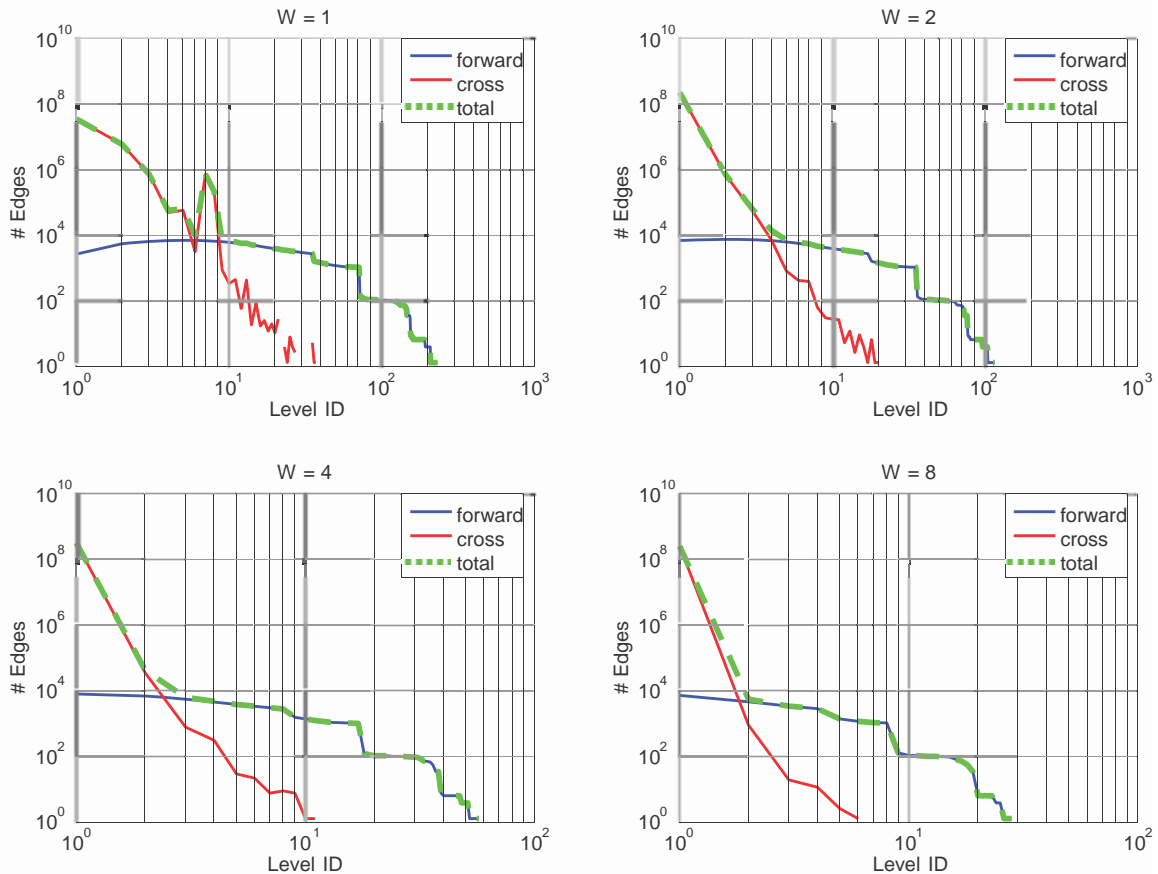 W = 1
10^10
10^8
10^6
10^4
10^2
10^0
# Edges
forward
cross
total
10^0
10^1
10^2
10^3
Level ID
W = 2
10^10
10^8
10^6
10^4
10^2
10^0
# Edges
forward
cross
total
10^0
10^1
10^2
10^3
Level ID
W = 4
10^10
10^8
10^6
10^4
10^2
10^0
# Edges
forward
cross
total
10^0
10^1
10^2
Level ID
W = 8
10^10
10^8
10^6
10^4
10^2
10^0
# Edges
forward
cross
total
10^0
10^1
10^2
Level ID